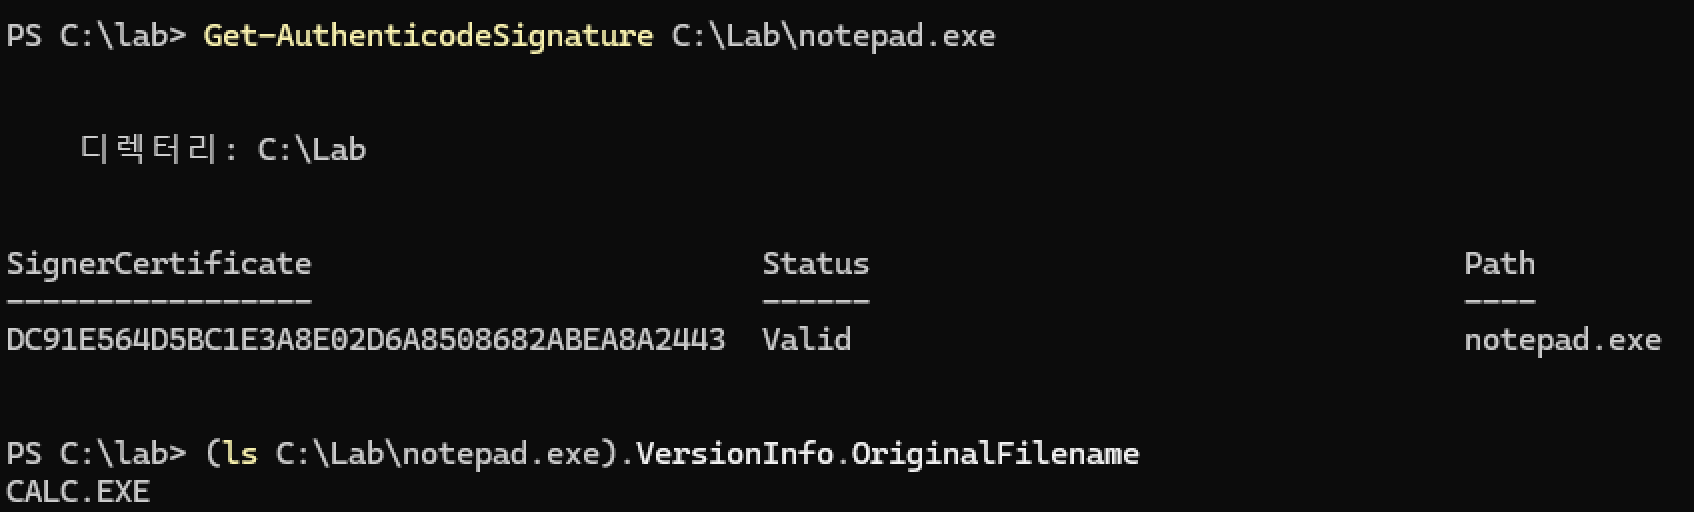 PS C:\lab> Get-AuthenticodeSignature C:\Lab\notepad.exe
디렉터리: C:\Lab
SignerCertificate Status Path
----------------- ------ ----
DC91E564D5BC1E3A8E02D6A8508682ABEA8A2443 Valid notepad.exe
PS C:\lab> (ls C:\Lab\notepad.exe).VersionInfo.OriginalFilename
CALC.EXE